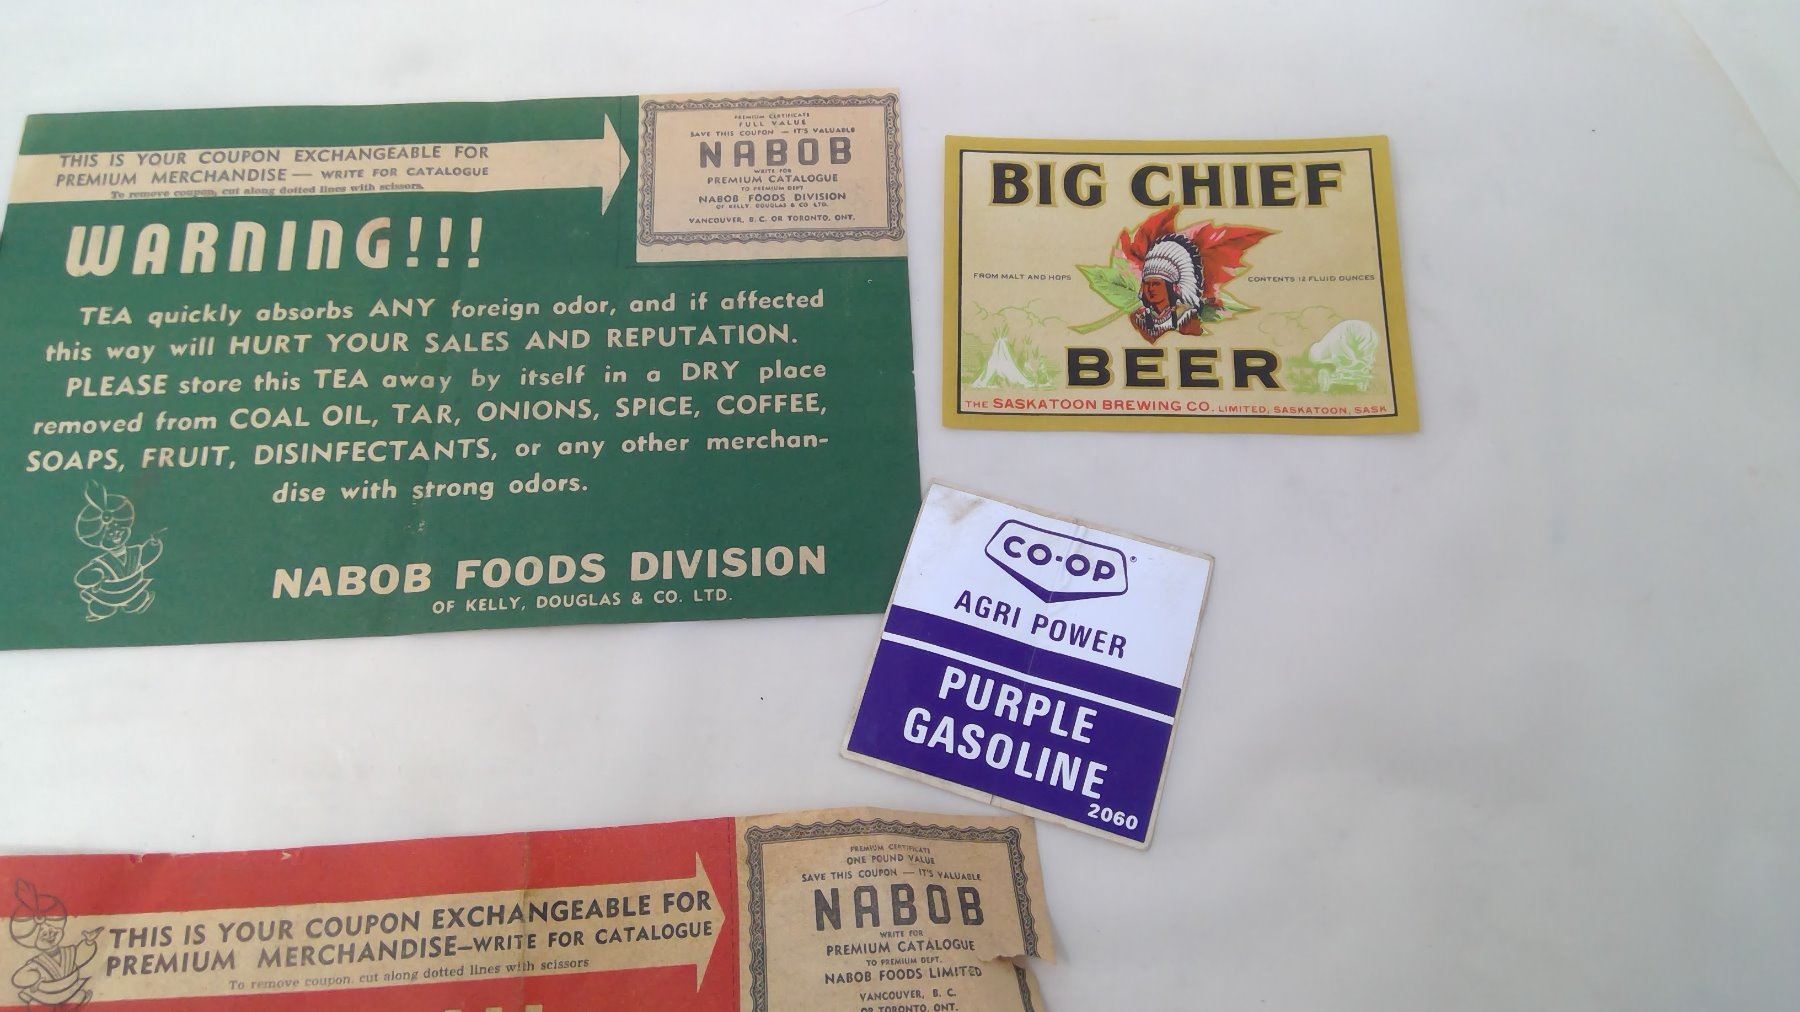 THIS IS YOUR COUPON EXCHANGEABLE FOR
PREMIUM MERCHANDISE — WRITE FOR CATALOGUE
To remove coupon, cut along dotted lines with scissors.
PREMIUM CERTIFICATE
FULL VALUE
SAVE THIS COUPON — IT'S VALUABLE
NABOB
WRITE FOR
PREMIUM CATALOGUE
TO PREMIUM DEPT
NABOB FOODS DIVISION
OF KELLY, DOUGLAS & CO. LTD.
VANCOUVER, B. C. OR TORONTO, ONT.
WARNING!!!
TEA quickly absorbs ANY foreign odor, and if affected
this way will HURT YOUR SALES AND REPUTATION.
PLEASE store this TEA away by itself in a DRY place
removed from COAL OIL, TAR, ONIONS, SPICE, COFFEE,
SOAPS, FRUIT, DISINFECTANTS, or any other merchan-
dise with strong odors.
NABOB FOODS DIVISION
OF KELLY, DOUGLAS & CO. LTD.
BIG CHIEF
FROM MALT AND HOPS
CONTENTS 12 FLUID OUNCES
BEER
THE SASKATOON BREWING CO. LIMITED, SASKATOON, SASK
CO-OP
AGRI POWER
PURPLE
GASOLINE
2060
THIS IS YOUR COUPON EXCHANGEABLE FOR
PREMIUM MERCHANDISE—WRITE FOR CATALOGUE
To remove coupon, cut along dotted lines with scissors
PREMIUM CERTIFICATE
ONE POUND VALUE
SAVE THIS COUPON — IT'S VALUABLE
NABOB
WRITE FOR
PREMIUM CATALOGUE
TO PREMIUM DEPT.
NABOB FOODS LIMITED
VANCOUVER, B. C.
OR TORONTO, ONT.